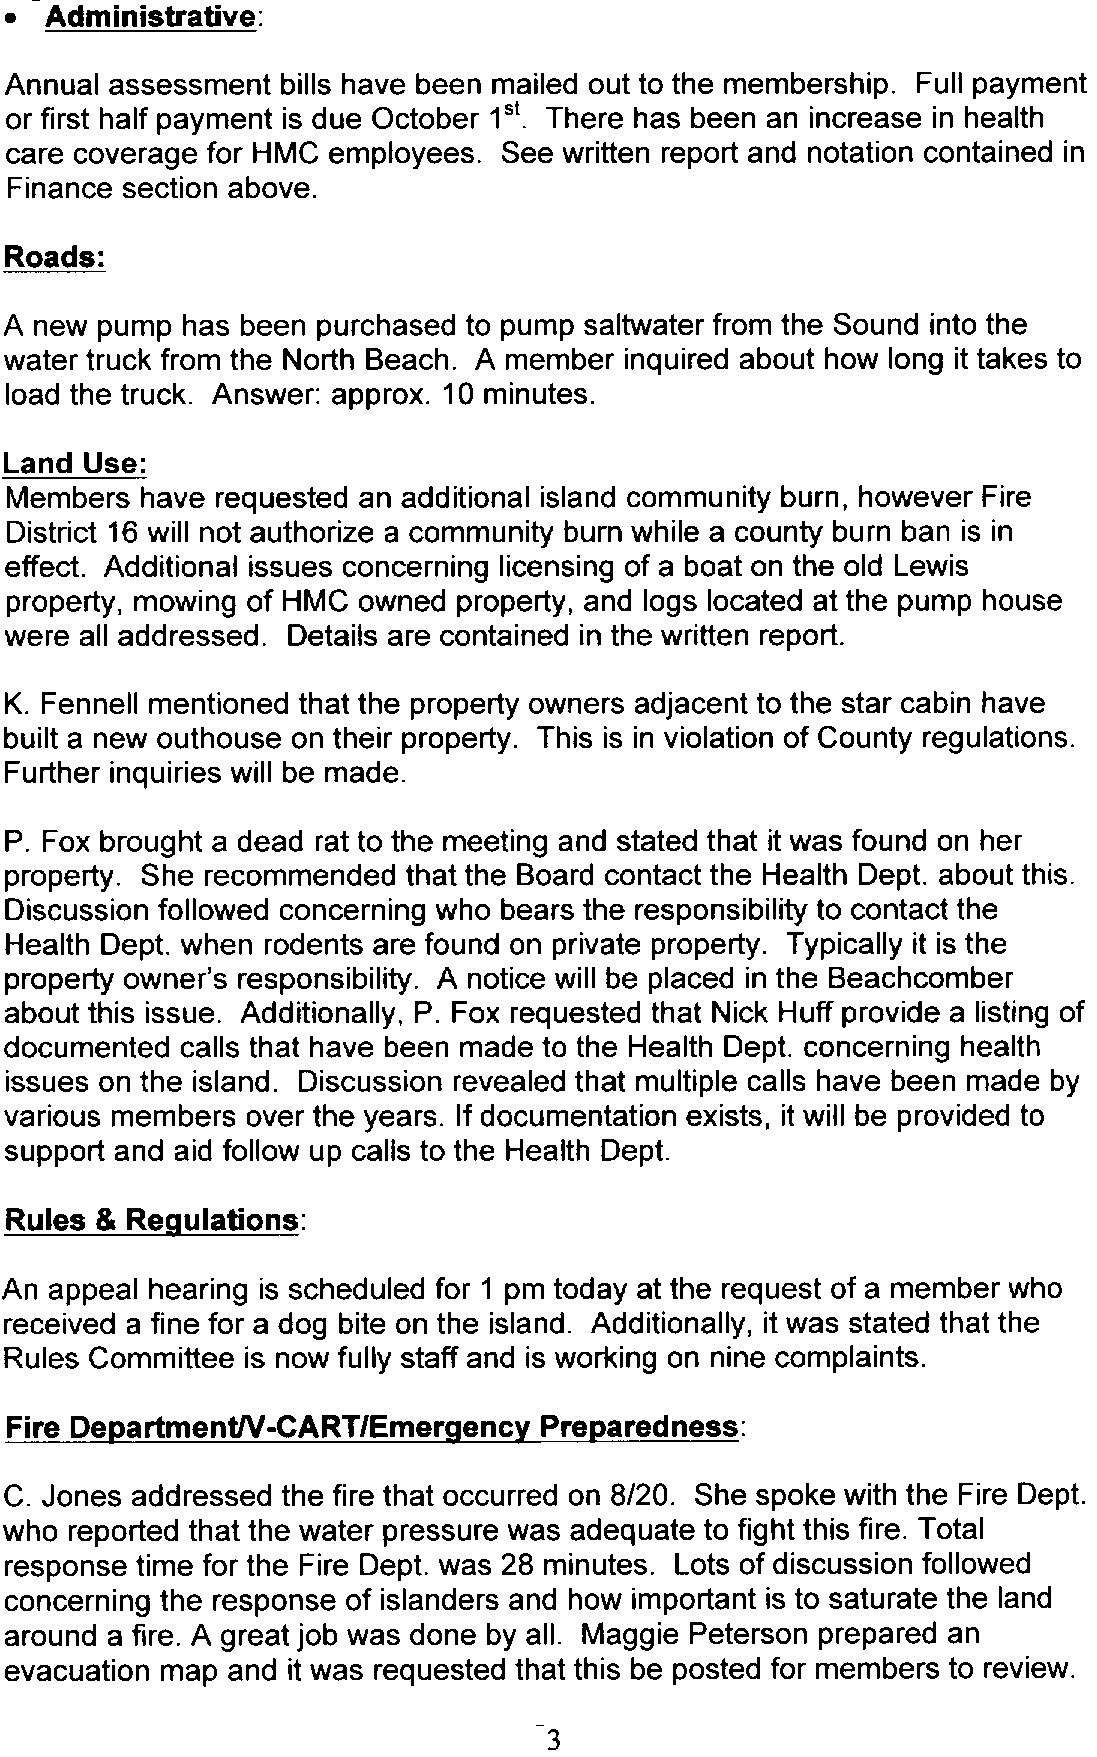 • Administrative:
Annual assessment bills have been mailed out to the membership. Full payment
or first half payment is due October 1st. There has been an increase in health
care coverage for HMC employees. See written report and notation contained in
Finance section above.
Roads:
A new pump has been purchased to pump saltwater from the Sound into the
water truck from the North Beach. A member inquired about how long it takes to
load the truck. Answer: approx. 10 minutes.
Land Use:
Members have requested an additional island community burn, however Fire
District 16 will not authorize a community burn while a county burn ban is in
effect. Additional issues concerning licensing of a boat on the old Lewis
property, mowing of HMC owned property, and logs located at the pump house
were all addressed. Details are contained in the written report.
K. Fennell mentioned that the property owners adjacent to the star cabin have
built a new outhouse on their property. This is in violation of County regulations.
Further inquiries will be made.
P. Fox brought a dead rat to the meeting and stated that it was found on her
property. She recommended that the Board contact the Health Dept. about this.
Discussion followed concerning who bears the responsibility to contact the
Health Dept. when rodents are found on private property. Typically it is the
property owner's responsibility. A notice will be placed in the Beachcomber
about this issue. Additionally, P. Fox requested that Nick Huff provide a listing of
documented calls that have been made to the Health Dept. concerning health
issues on the island. Discussion revealed that multiple calls have been made by
various members over the years. If documentation exists, it will be provided to
support and aid follow up calls to the Health Dept.
Rules & Regulations:
An appeal hearing is scheduled for 1 pm today at the request of a member who
received a fine for a dog bite on the island. Additionally, it was stated that the
Rules Committee is now fully staff and is working on nine complaints.
Fire Department/V-CART/Emergency Preparedness:
C. Jones addressed the fire that occurred on 8/20. She spoke with the Fire Dept.
who reported that the water pressure was adequate to fight this fire. Total
response time for the Fire Dept. was 28 minutes. Lots of discussion followed
concerning the response of islanders and how important is to saturate the land
around a fire. A great job was done by all. Maggie Peterson prepared an
evacuation map and it was requested that this be posted for members to review.
3